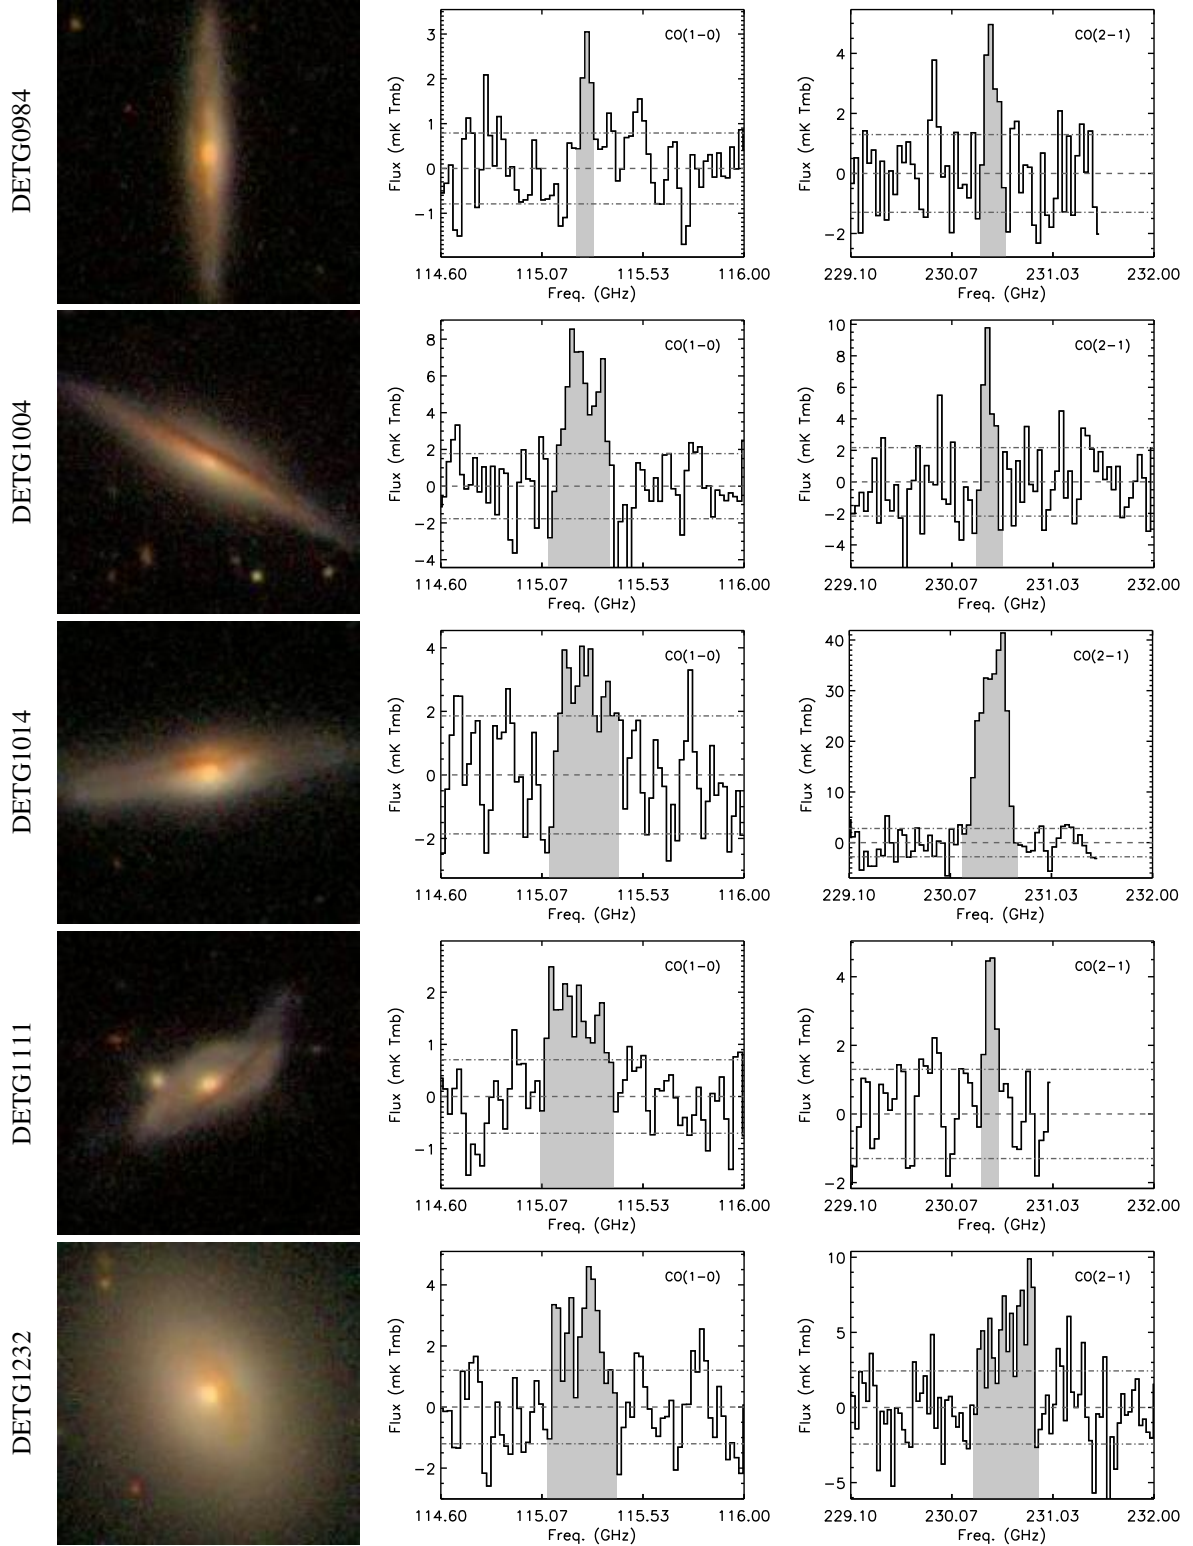 DETG0984
CO(1−0)
3
2
1
0
−1
Flux (mK Tmb)
114.60 115.07 115.53 116.00
Freq. (GHz)
CO(2−1)
4
2
0
−2
Flux (mK Tmb)
229.10 230.07 231.03 232.00
Freq. (GHz)
DETG1004
CO(1−0)
8
6
4
2
0
−2
−4
Flux (mK Tmb)
114.60 115.07 115.53 116.00
Freq. (GHz)
CO(2−1)
10
8
6
4
2
0
−2
−4
Flux (mK Tmb)
229.10 230.07 231.03 232.00
Freq. (GHz)
DETG1014
CO(1−0)
4
2
0
−2
Flux (mK Tmb)
114.60 115.07 115.53 116.00
Freq. (GHz)
CO(2−1)
40
30
20
10
0
Flux (mK Tmb)
229.10 230.07 231.03 232.00
Freq. (GHz)
DETG1111
CO(1−0)
2
1
0
−1
Flux (mK Tmb)
114.60 115.07 115.53 116.00
Freq. (GHz)
CO(2−1)
4
2
0
−2
Flux (mK Tmb)
229.10 230.07 231.03 232.00
Freq. (GHz)
DETG1232
CO(1−0)
4
2
0
−2
Flux (mK Tmb)
114.60 115.07 115.53 116.00
Freq. (GHz)
CO(2−1)
10
5
0
−5
Flux (mK Tmb)
229.10 230.07 231.03 232.00
Freq. (GHz)